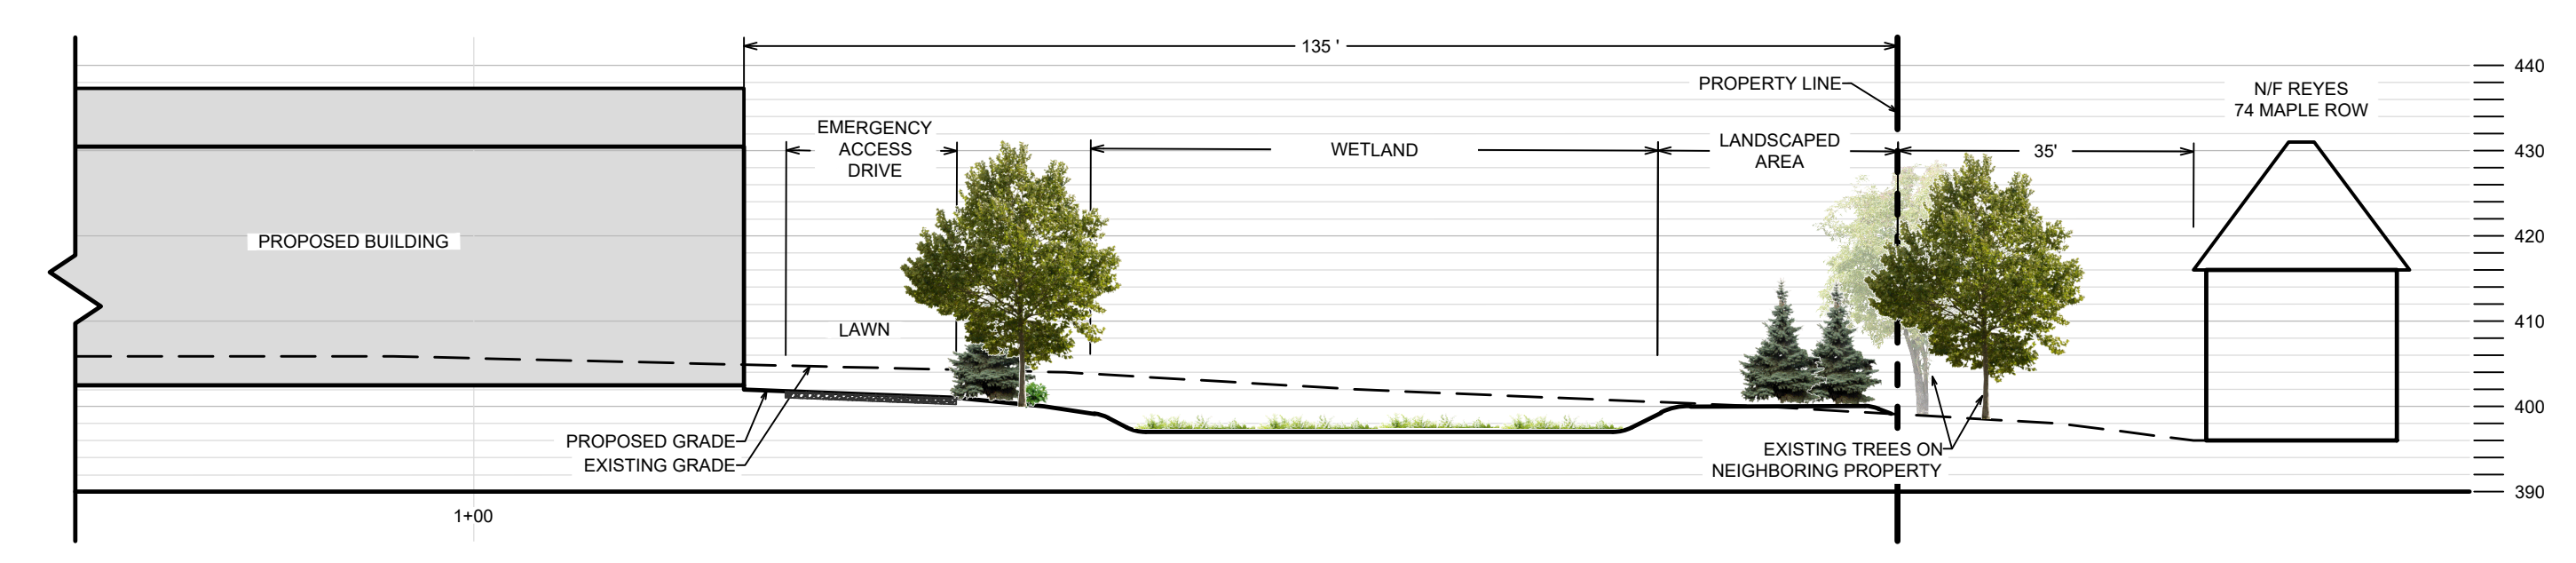 135 '
PROPERTY LINE
440
N/F REYES
74 MAPLE ROW
EMERGENCY
ACCESS
DRIVE
WETLAND
LANDSCAPED
AREA
35'
430
PROPOSED BUILDING
420
LAWN
410
400
PROPOSED GRADE
EXISTING GRADE
EXISTING TREES ON
NEIGHBORING PROPERTY
390
1+00